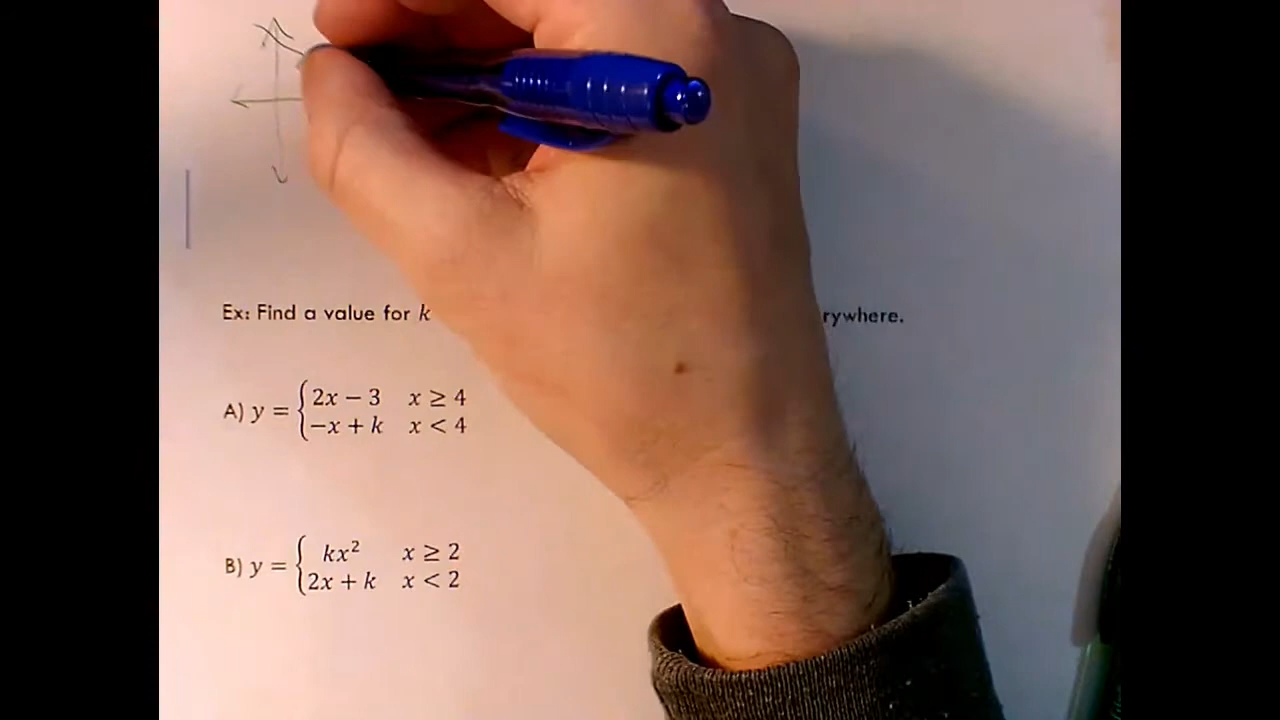 Ex: Find a value for k rywhere.
A) y = { 2x − 3 x ≥ 4
−x + k x < 4
B) y = { kx² x ≥ 2
2x + k x < 2